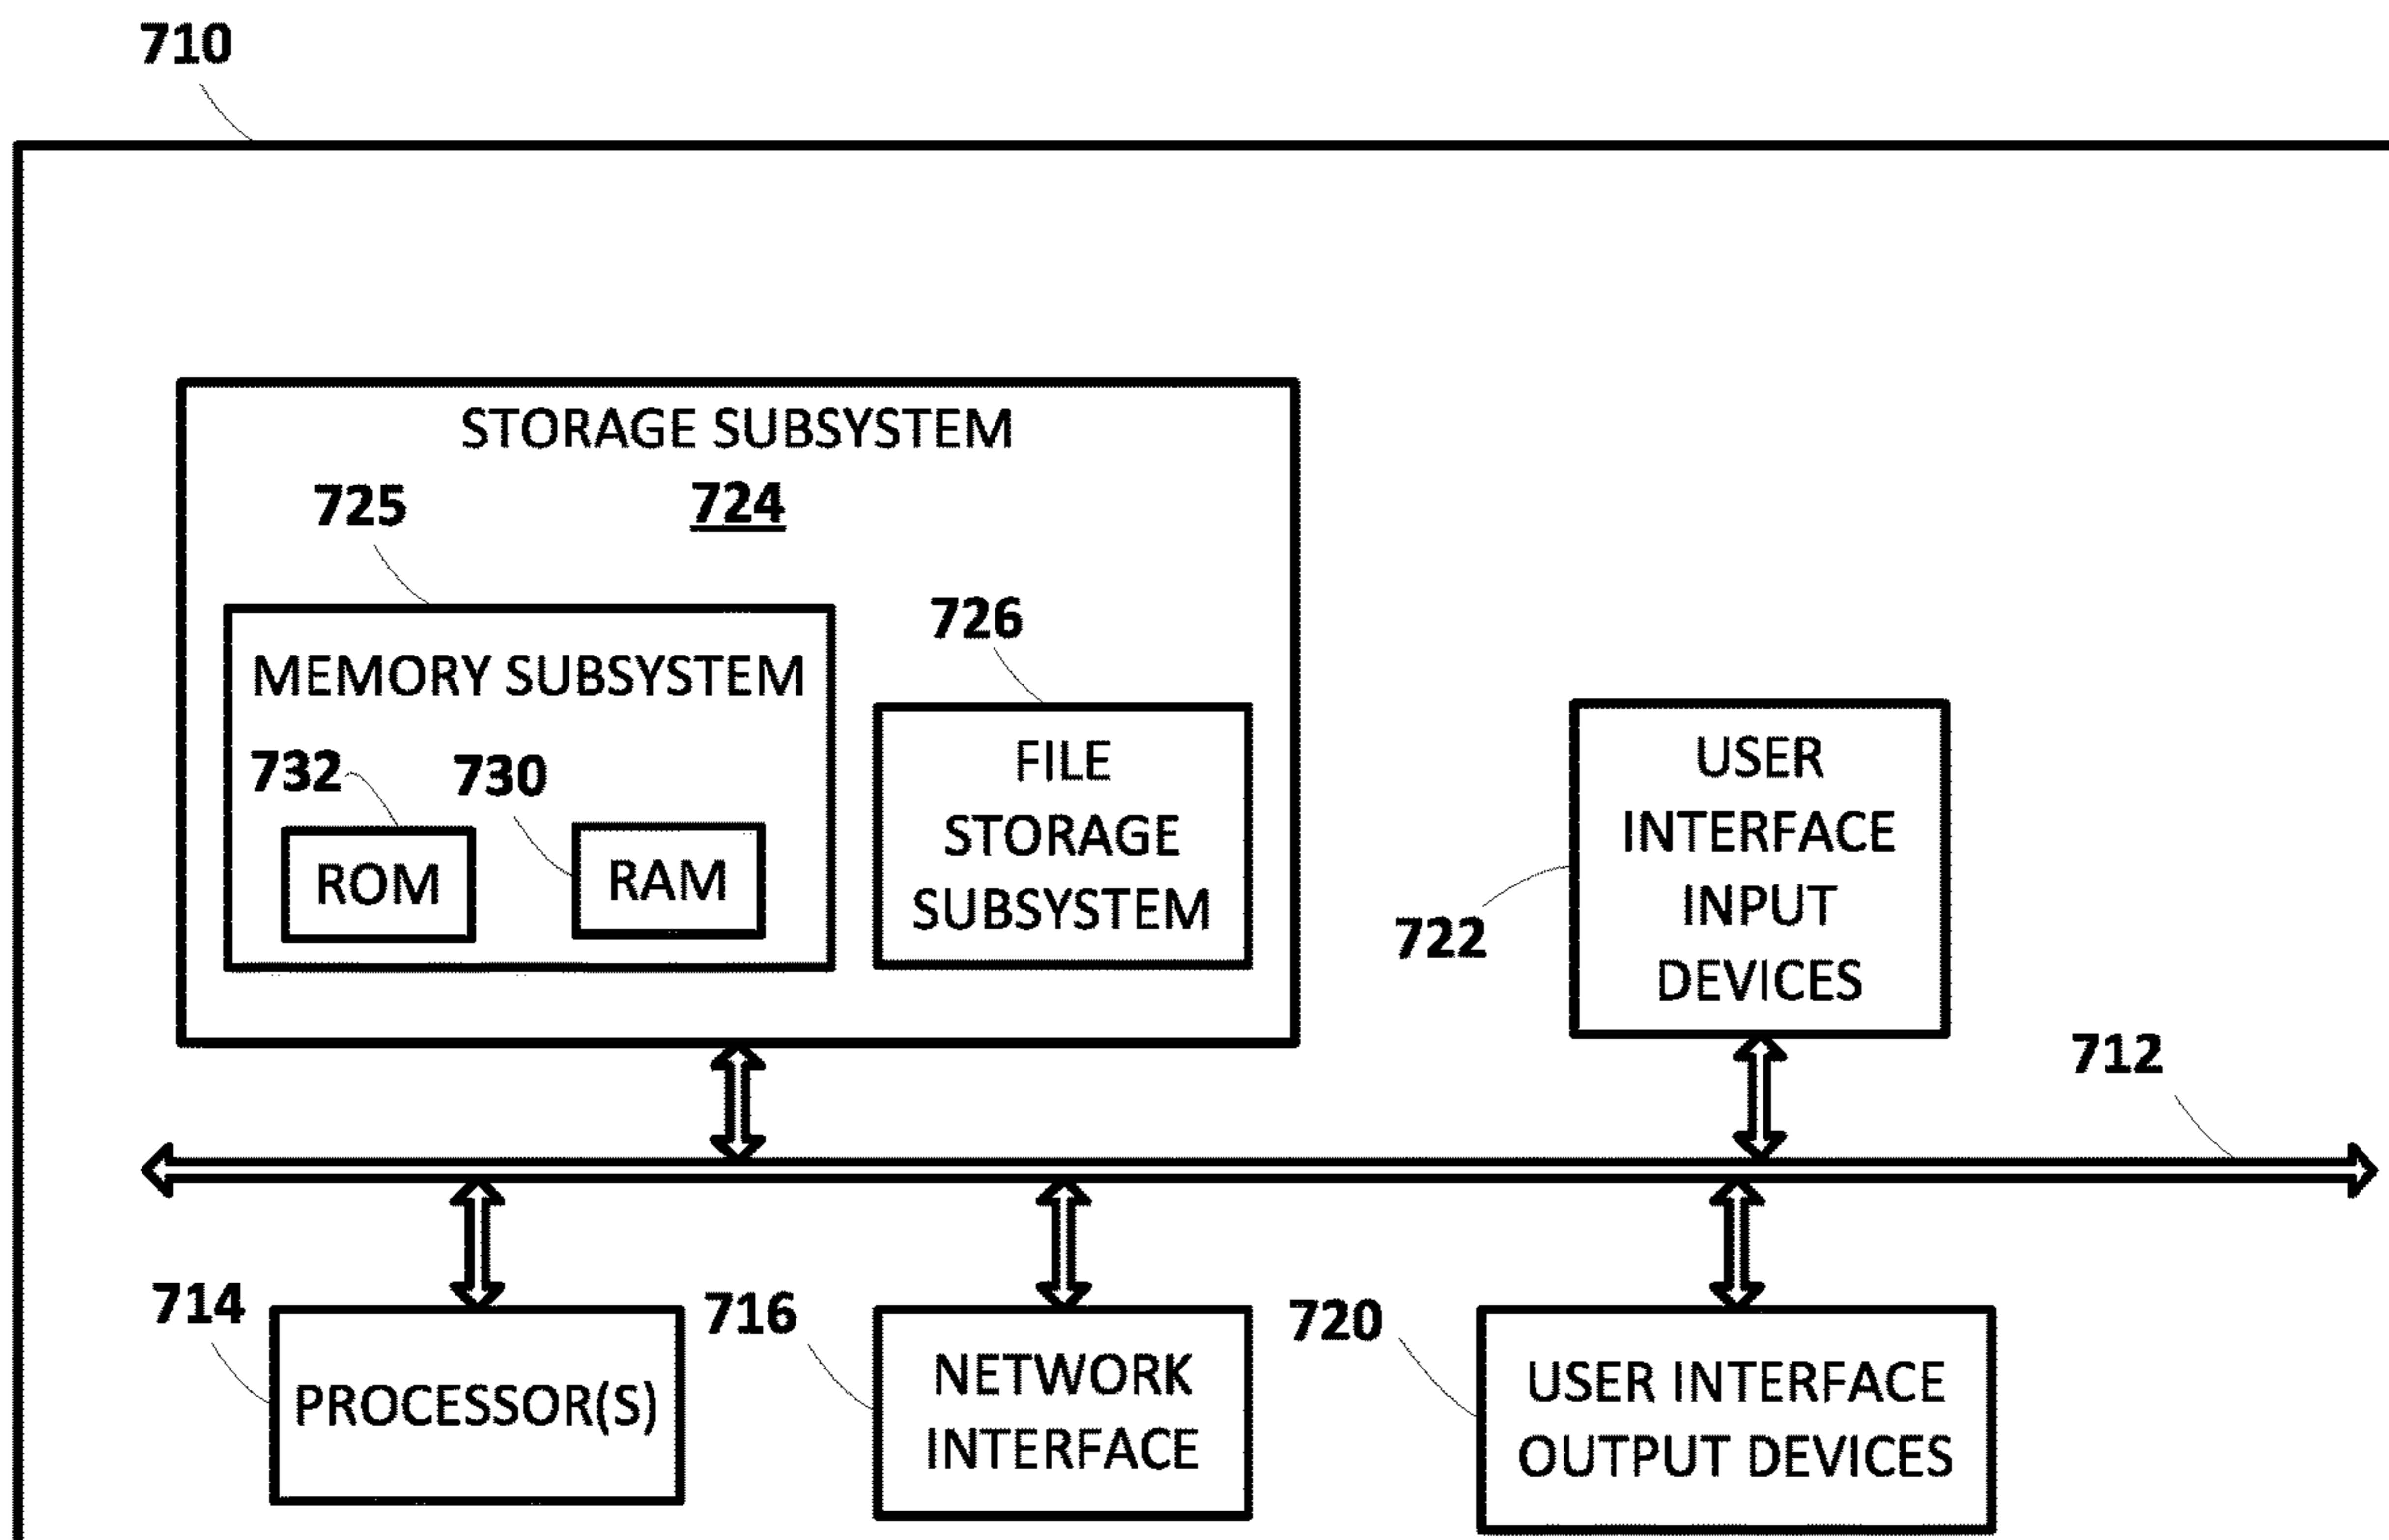 710
STORAGE SUBSYSTEM
724
725
MEMORY SUBSYSTEM
732
ROM
730
RAM
726
FILE
STORAGE
SUBSYSTEM
USER
INTERFACE
INPUT
DEVICES
722
712
714
PROCESSOR(S)
716
NETWORK
INTERFACE
720
USER INTERFACE
OUTPUT DEVICES